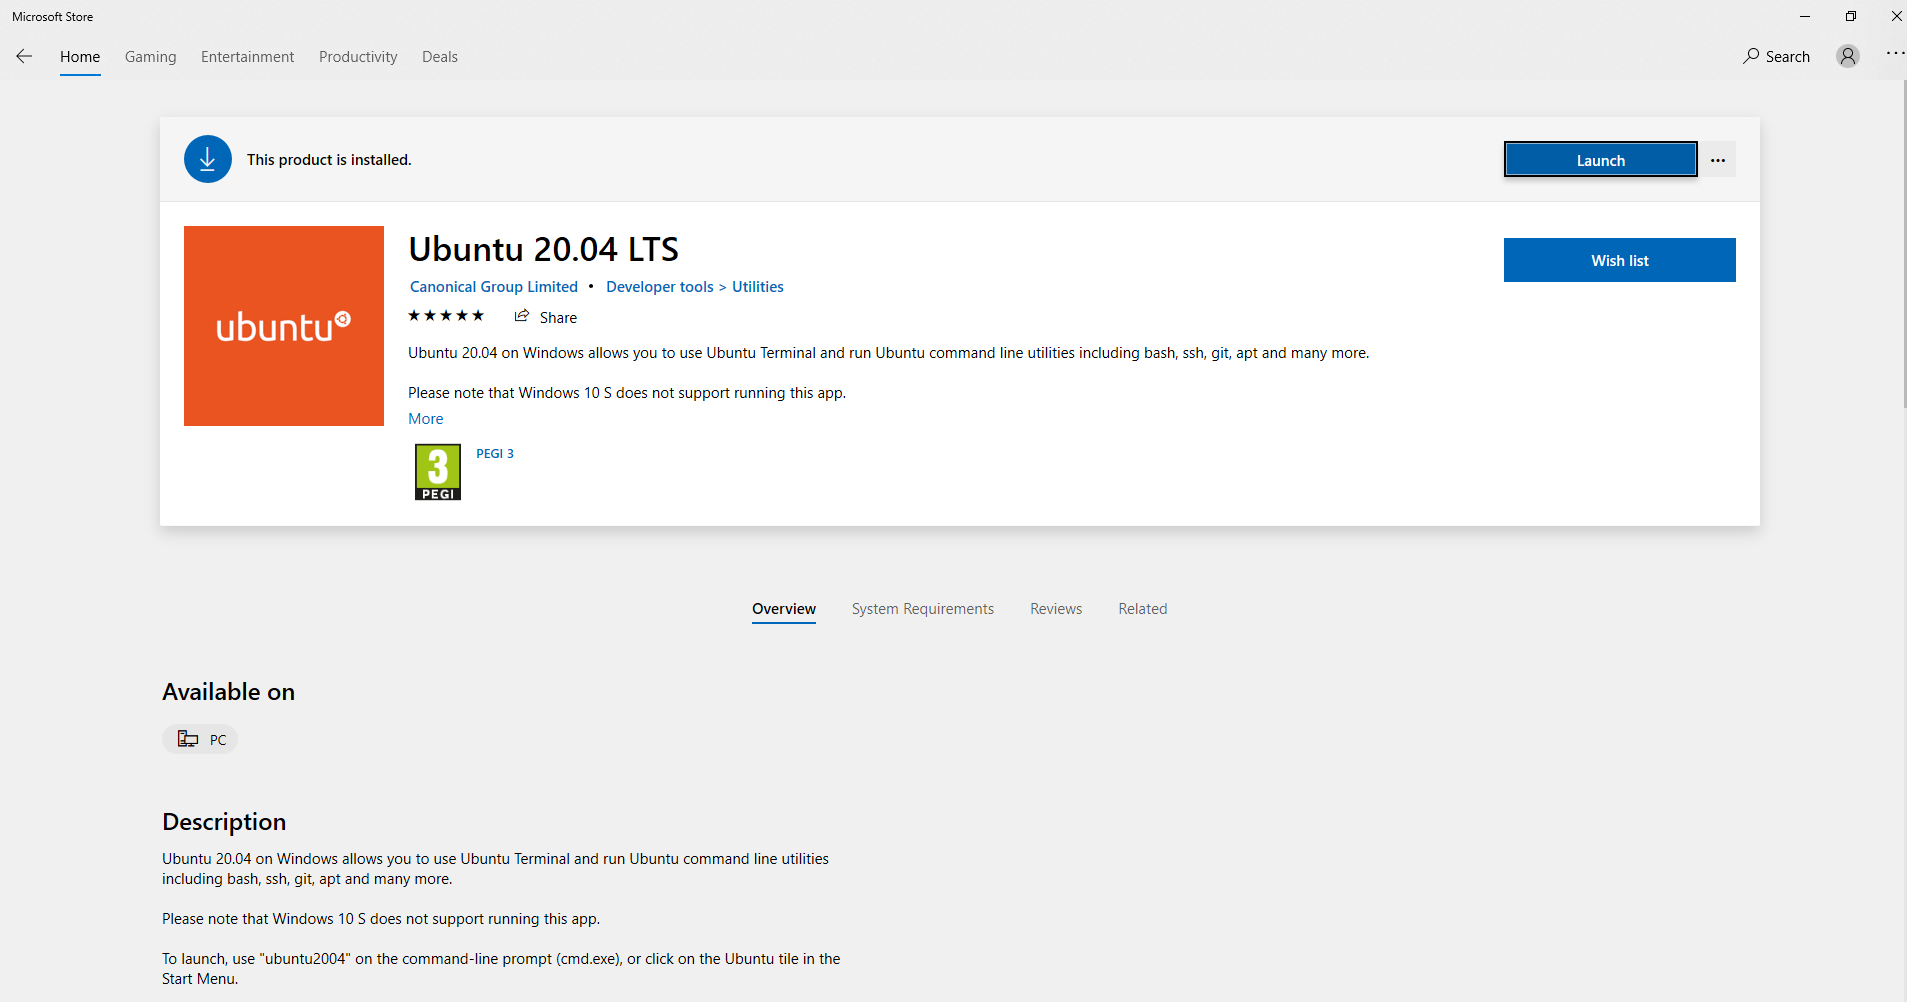 Microsoft Store
Home Gaming Entertainment Productivity Deals Search
This product is installed. Launch
ubuntu
Ubuntu 20.04 LTS
Wish list
Canonical Group Limited • Developer tools > Utilities
Share
Ubuntu 20.04 on Windows allows you to use Ubuntu Terminal and run Ubuntu command line utilities including bash, ssh, git, apt and many more.
Please note that Windows 10 S does not support running this app.
More
3
PEGI
PEGI 3
Overview System Requirements Reviews Related
Available on
PC
Description
Ubuntu 20.04 on Windows allows you to use Ubuntu Terminal and run Ubuntu command line utilities
including bash, ssh, git, apt and many more.
Please note that Windows 10 S does not support running this app.
To launch, use "ubuntu2004" on the command-line prompt (cmd.exe), or click on the Ubuntu tile in the
Start Menu.